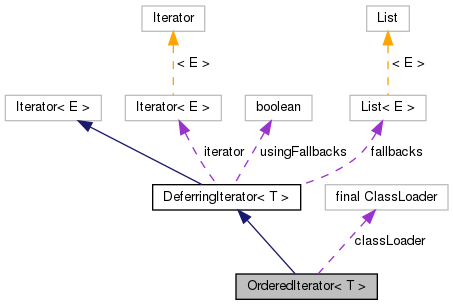 Iterator
List
< E >
< E >
Iterator< E >
Iterator< E >
boolean
List< E >
iterator
usingFallbacks
fallbacks
DeferringIterator< T >
final ClassLoader
classLoader
OrderedIterator< T >